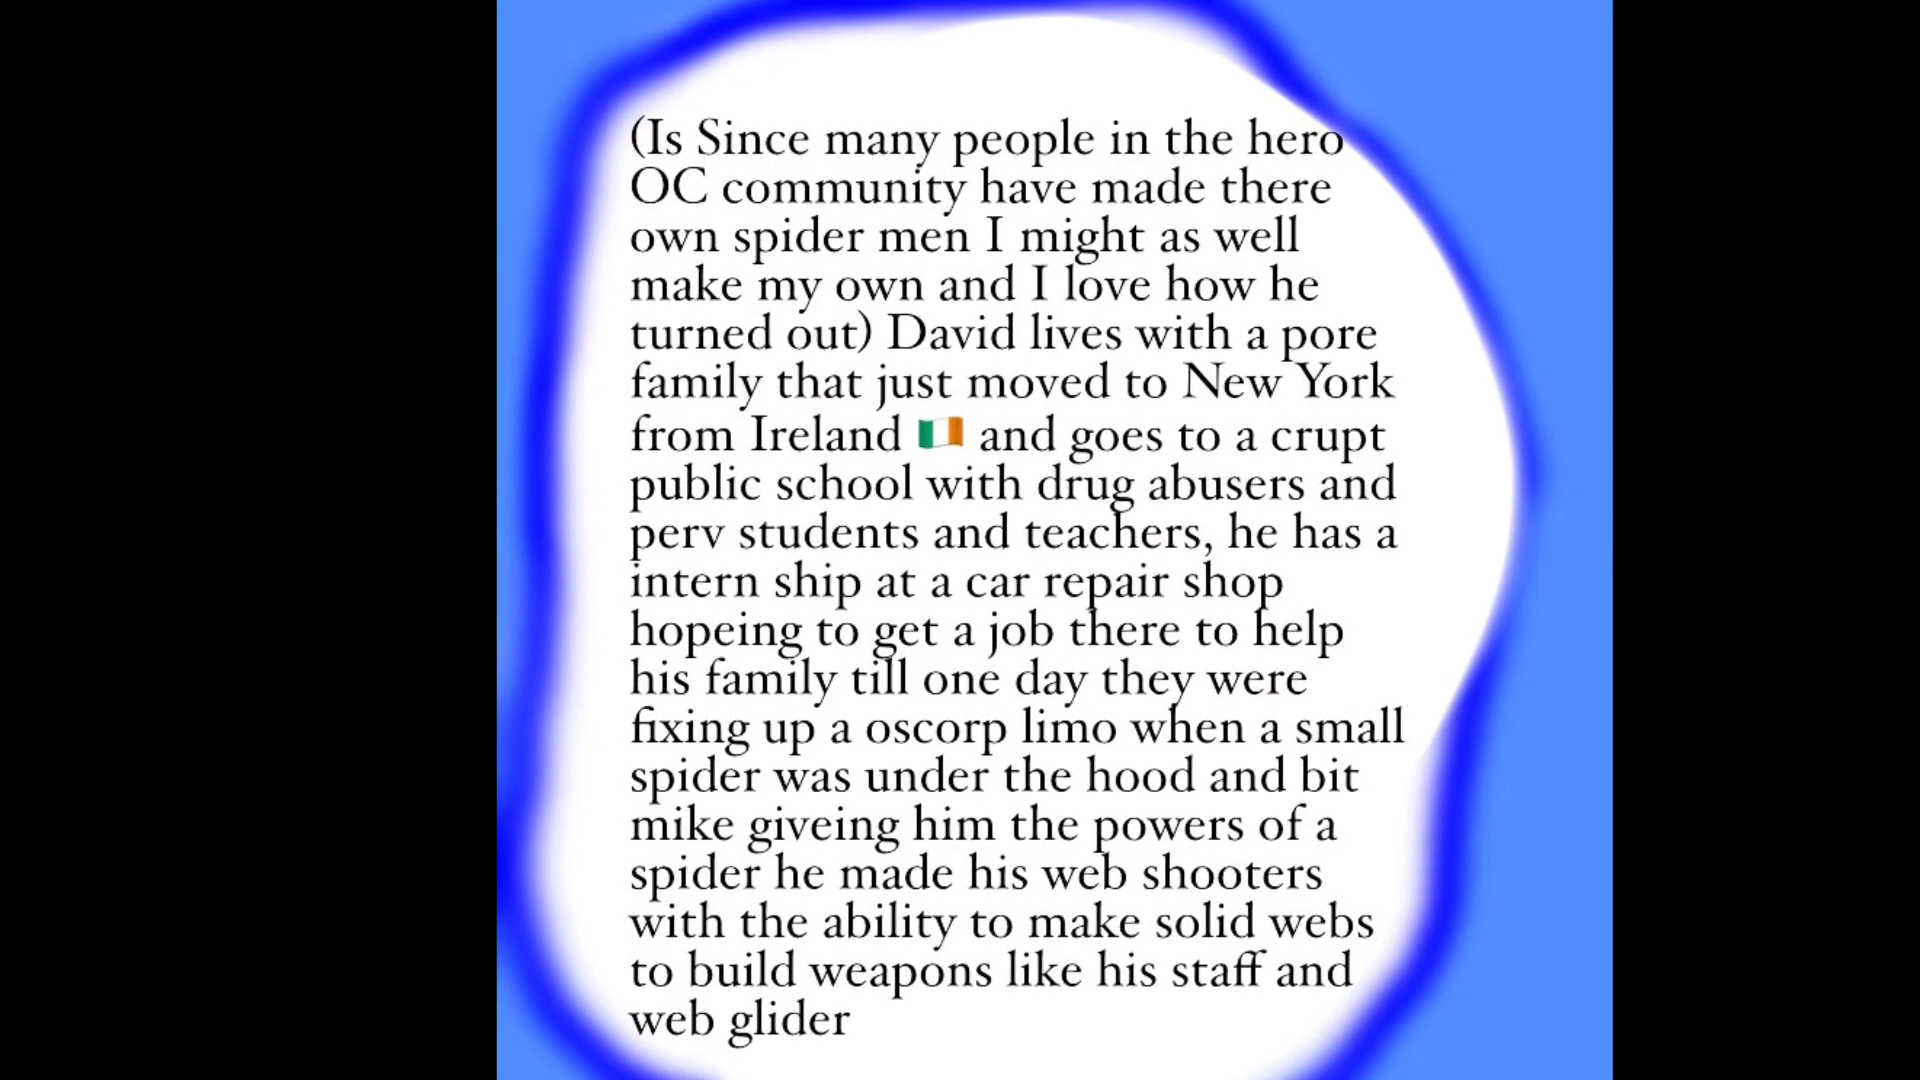 (Is Since many people in the hero
OC community have made there
own spider men I might as well
make my own and I love how he
turned out) David lives with a pore
family that just moved to New York
from Ireland 🇮🇪 and goes to a crupt
public school with drug abusers and
perv students and teachers, he has a
intern ship at a car repair shop
hopeing to get a job there to help
his family till one day they were
fixing up a oscorp limo when a small
spider was under the hood and bit
mike giveing him the powers of a
spider he made his web shooters
with the ability to make solid webs
to build weapons like his staff and
web glider